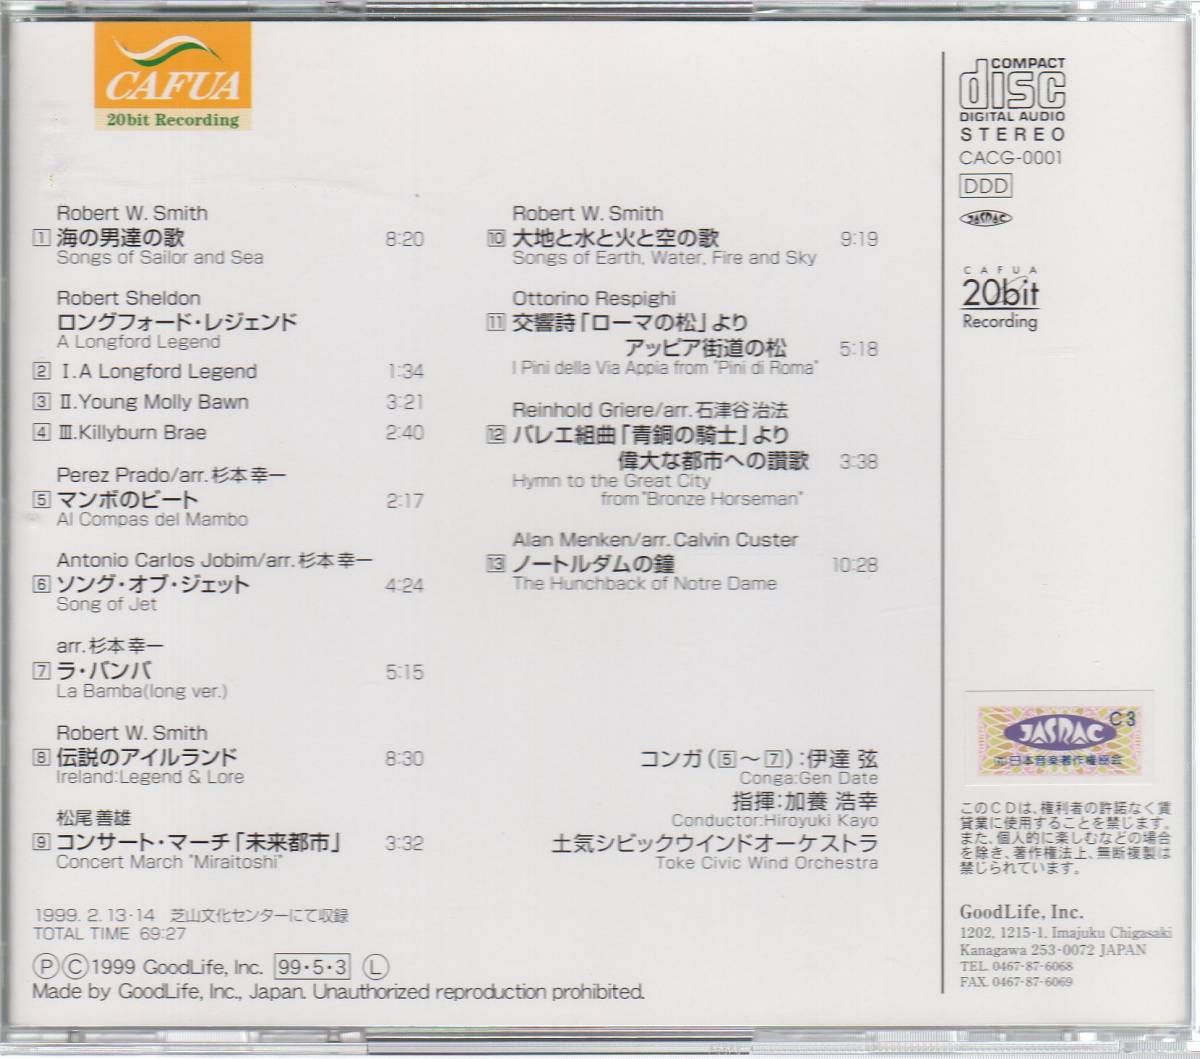 CAFUA
20bit Recording
Robert W. Smith
1 海の男達の歌 8:20
Songs of Sailor and Sea
Robert Sheldon
ロングフォード・レジェンド
A Longford Legend
2 Ⅰ.A Longford Legend 1:34
3 Ⅱ.Young Molly Bawn 3:21
4 Ⅲ.Killyburn Brae 2:40
Perez Prado/arr.杉本幸一
5 マンボのビート 2:17
Al Compas del Mambo
Antonio Carlos Jobim/arr.杉本幸一
6 ソング・オブ・ジェット 4:24
Song of Jet
arr.杉本幸一
7 ラ・バンバ 5:15
La Bamba(long ver.)
Robert W. Smith
8 伝説のアイルランド 8:30
Ireland:Legend & Lore
松尾善雄
9 コンサート・マーチ「未来都市」 3:32
Concert March "Miraitoshi"
1999. 2. 13-14 芝山文化センターにて収録
TOTAL TIME 69:27
ⓅⒸ1999 GoodLife, Inc. 99・5・3 Ⓛ
Made by GoodLife, Inc., Japan. Unauthorized reproduction prohibited.
Robert W. Smith
10 大地と水と火と空の歌 9:19
Songs of Earth, Water, Fire and Sky
Ottorino Respighi
11 交響詩「ローマの松」より
アッピア街道の松 5:18
I Pini della Via Appia from "Pini di Roma"
Reinhold Griere/arr.石津谷治法
12 バレエ組曲「青銅の騎士」より
偉大な都市への讃歌 3:38
Hymn to the Great City
from "Bronze Horseman"
Alan Menken/arr.Calvin Custer
13 ノートルダムの鐘 10:28
The Hunchback of Notre Dame
コンガ(5〜7):伊達 弦
Conga:Gen Date
指揮:加養 浩幸
Conductor:Hiroyuki Kayo
土気シビックウインドオーケストラ
Toke Civic Wind Orchestra
COMPACT
disc
DIGITAL AUDIO
STEREO
CACG-0001
DDD
JASRAC
CAFUA
20bit
Recording
C3
JASRAC
㈳日本音楽著作権協会
このCDは、権利者の許諾なく賃
貸業に使用することを禁じます。
また、個人的に楽しむなどの場合
を除き、著作権法上、無断複製は
禁じられています。
GoodLife, Inc.
1202, 1215-1, Imajuku Chigasaki
Kanagawa 253-0072 JAPAN
TEL. 0467-87-6068
FAX. 0467-87-6069